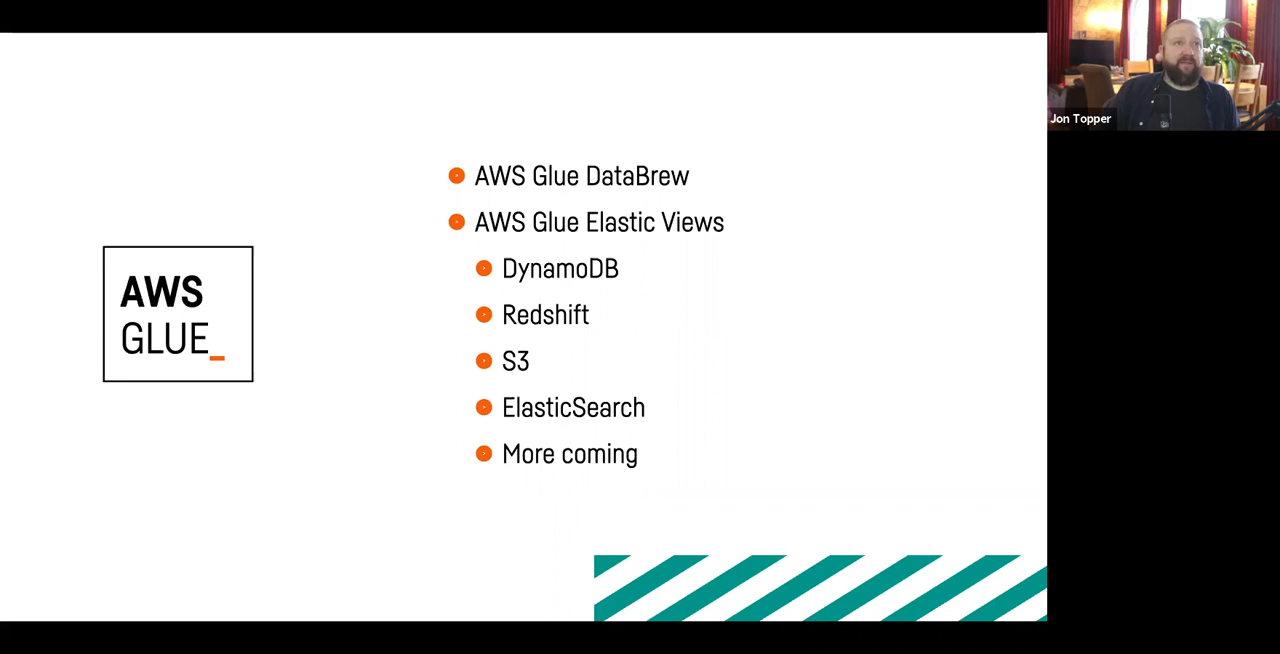 AWS
GLUE_
AWS Glue DataBrew
AWS Glue Elastic Views
DynamoDB
Redshift
S3
ElasticSearch
More coming
Jon Topper